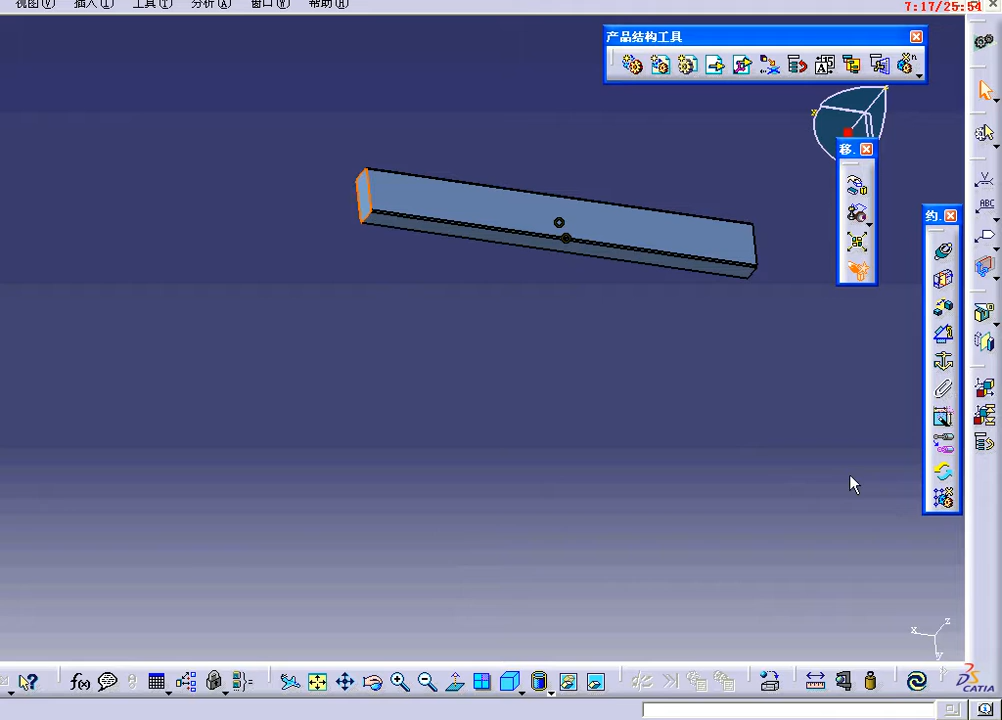 视图(V) 插入(I) 工具(T) 分析(A) 窗口(W) 帮助(H)
7:17/25:54
产品结构工具
移.
约.
ABC
f(x)
x z y
CATIA